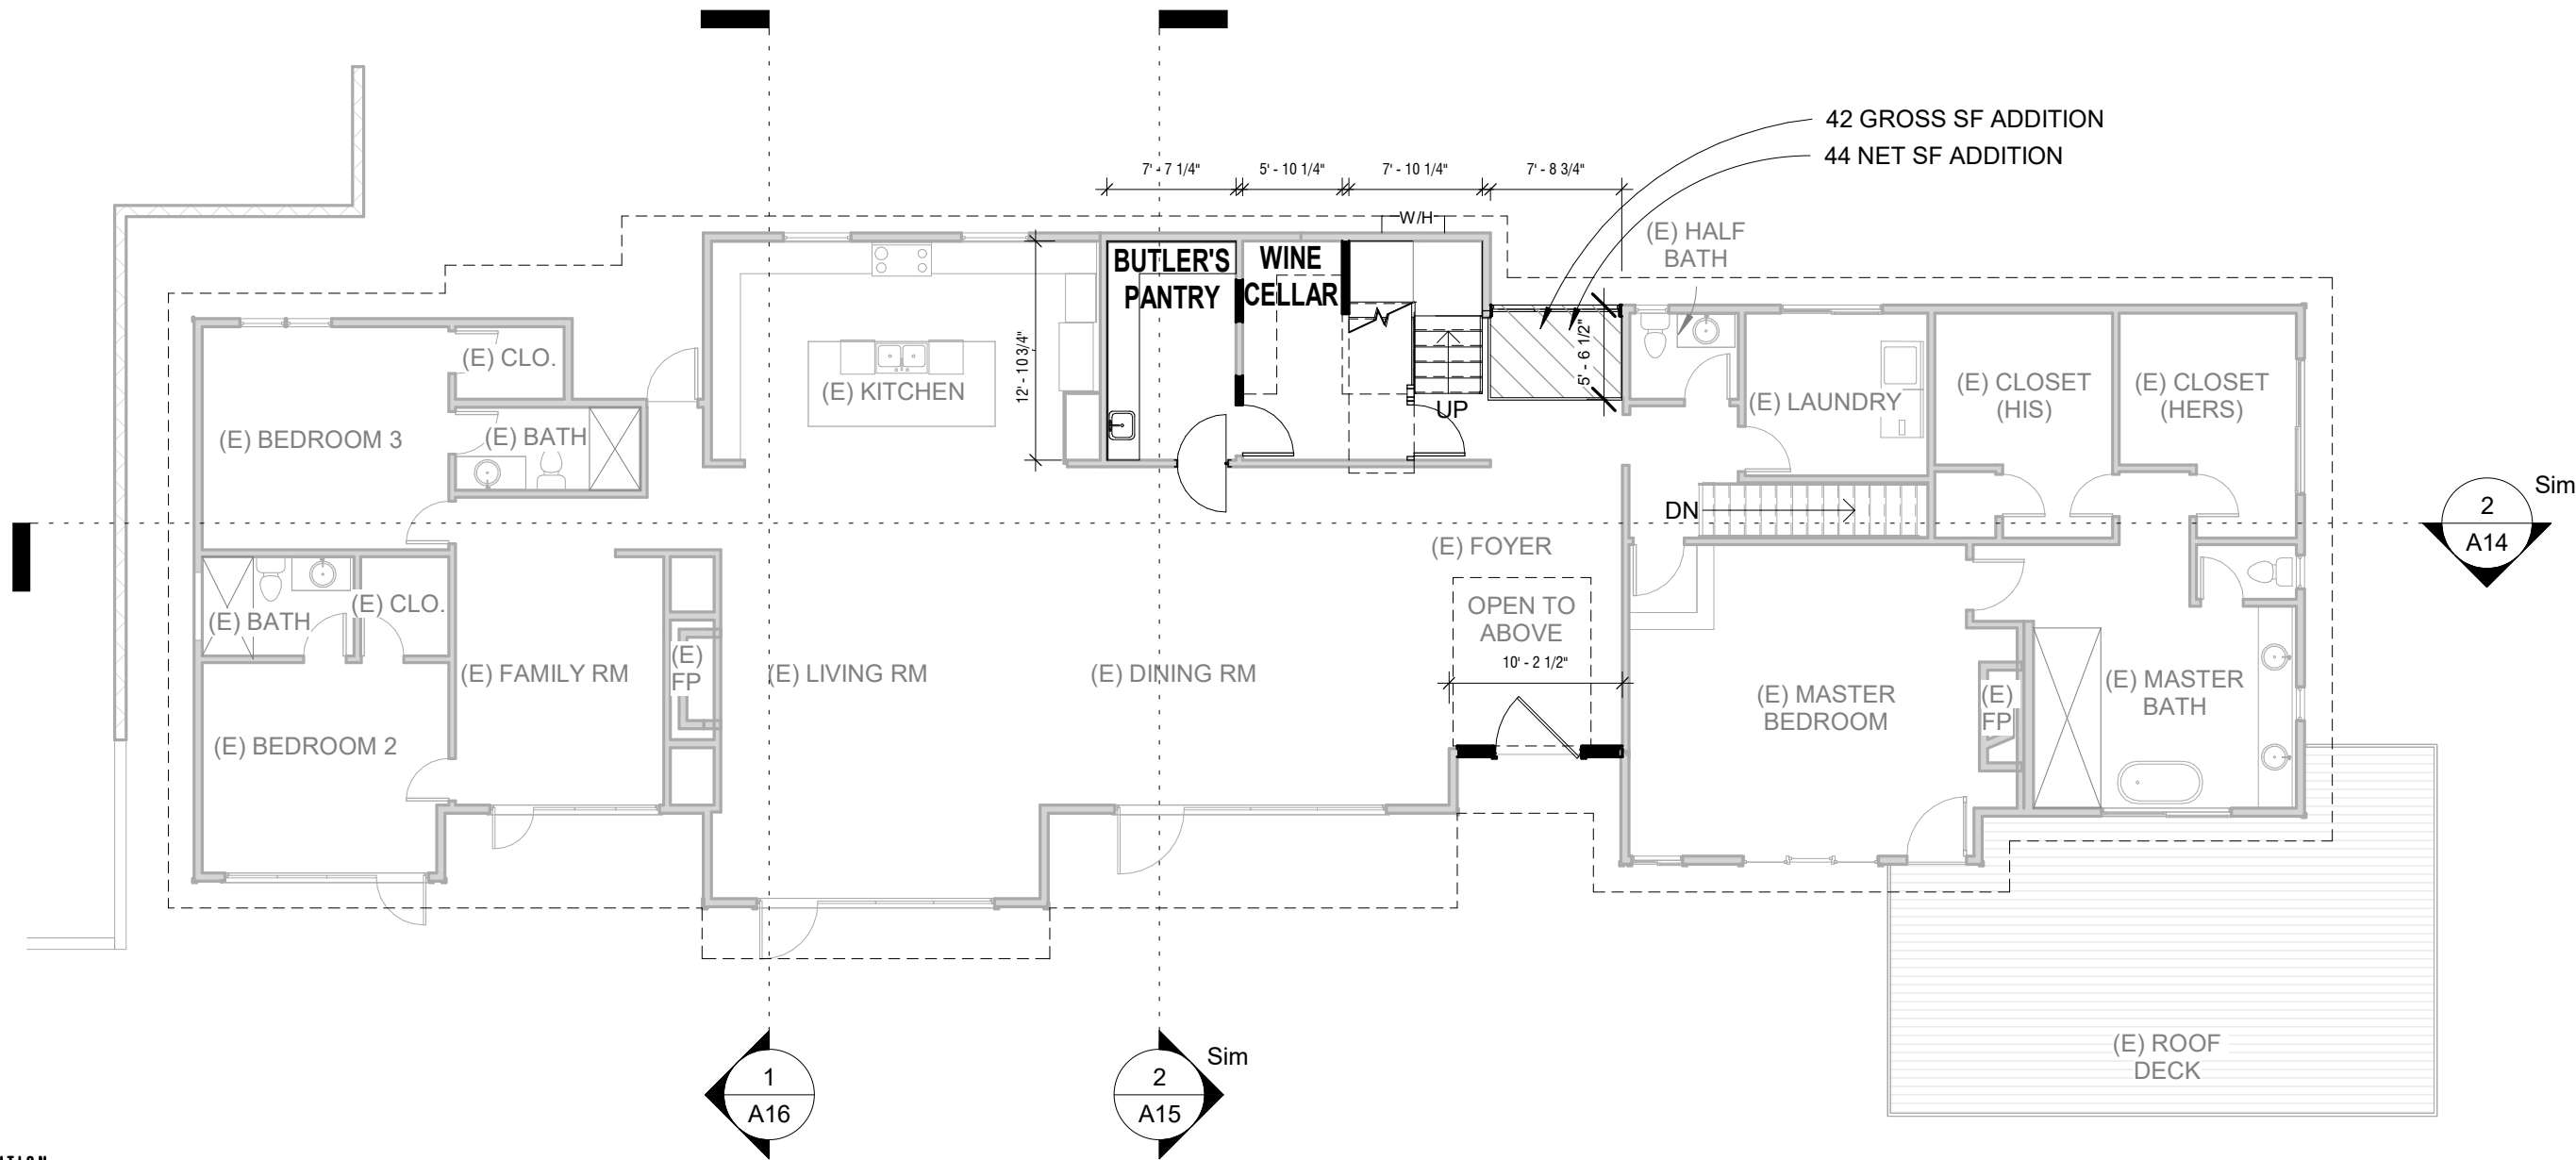 42 GROSS SF ADDITION
44 NET SF ADDITION
7' - 7 1/4"
5' - 10 1/4"
7' - 10 1/4"
7' - 8 3/4"
W/H
(E) HALF
BATH
BUTLER'S
PANTRY
WINE
CELLAR
12' - 10 3/4"
5' - 6 1/2"
(E) CLO.
(E) KITCHEN
UP
(E) LAUNDRY
(E) CLOSET
(HIS)
(E) CLOSET
(HERS)
(E) BEDROOM 3
(E) BATH
DN
2
A14
Sim
(E) FOYER
OPEN TO
ABOVE
10' - 2 1/2"
(E) BATH
(E) CLO.
(E) FAMILY RM
(E)
FP
(E) LIVING RM
(E) DINING RM
(E) MASTER
BEDROOM
(E)
FP
(E) MASTER
BATH
(E) BEDROOM 2
(E) ROOF
DECK
1
A16
2
A15
Sim